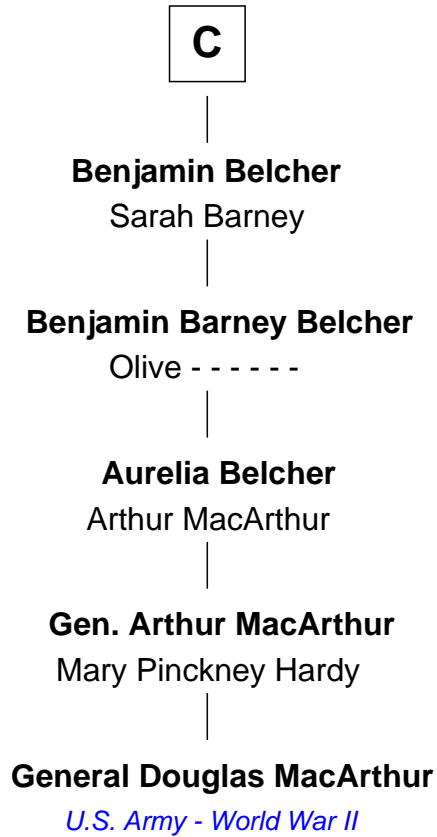 C
Benjamin Belcher
Sarah Barney
Benjamin Barney Belcher
Olive - - - - - -
Aurelia Belcher
Arthur MacArthur
Gen. Arthur MacArthur
Mary Pinckney Hardy
General Douglas MacArthur
U.S. Army - World War II